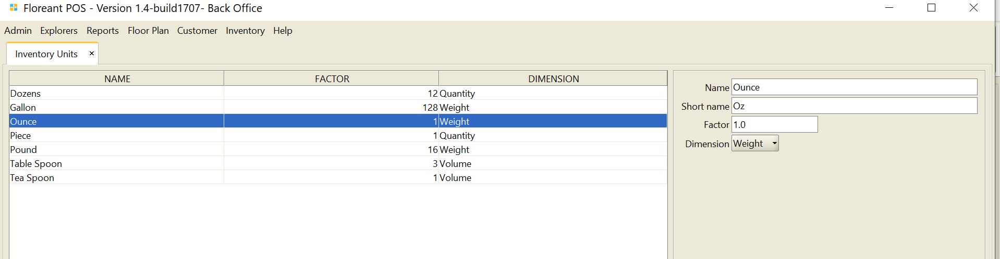 Floreant POS - Version 1.4-build1707- Back Office
Admin Explorers Reports Floor Plan Customer Inventory Help
Inventory Units ×
NAME FACTOR DIMENSION
Dozens 12 Quantity
Gallon 128 Weight
Ounce 1 Weight
Piece 1 Quantity
Pound 16 Weight
Table Spoon 3 Volume
Tea Spoon 1 Volume
Name Ounce
Short name Oz
Factor 1.0
Dimension Weight